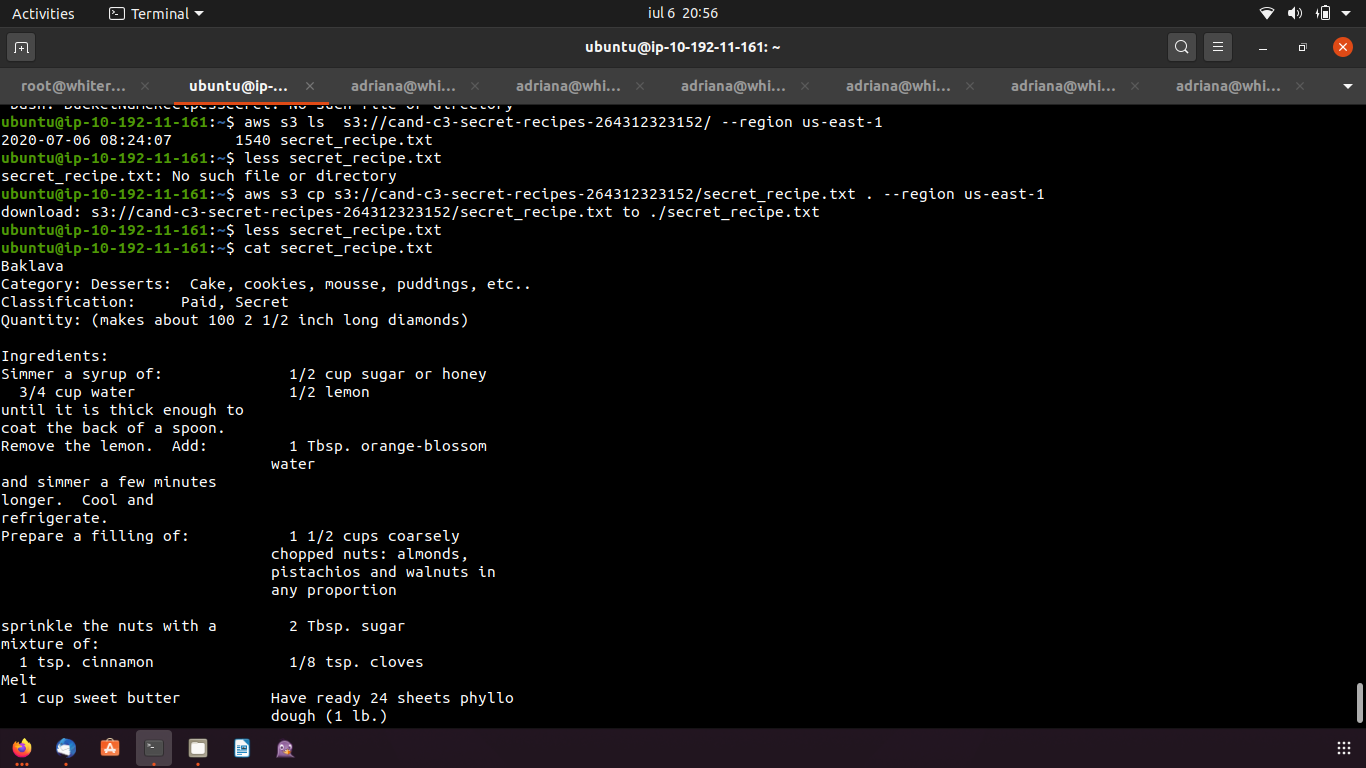 Activities
Terminal
iul 6 20:56
ubuntu@ip-10-192-11-161: ~
root@whiter...
ubuntu@ip-...
adriana@whi...
adriana@whi...
adriana@whi...
adriana@whi...
adriana@whi...
adriana@whi...
No such file or directory
ubuntu@ip-10-192-11-161:~$ aws s3 ls  s3://cand-c3-secret-recipes-264312323152/ --region us-east-1
2020-07-06 08:24:07       1540 secret_recipe.txt
ubuntu@ip-10-192-11-161:~$ less secret_recipe.txt
secret_recipe.txt: No such file or directory
ubuntu@ip-10-192-11-161:~$ aws s3 cp s3://cand-c3-secret-recipes-264312323152/secret_recipe.txt . --region us-east-1
download: s3://cand-c3-secret-recipes-264312323152/secret_recipe.txt to ./secret_recipe.txt
ubuntu@ip-10-192-11-161:~$ less secret_recipe.txt
ubuntu@ip-10-192-11-161:~$ cat secret_recipe.txt
Baklava
Category: Desserts:  Cake, cookies, mousse, puddings, etc..
Classification:     Paid, Secret
Quantity: (makes about 100 2 1/2 inch long diamonds)
Ingredients:
Simmer a syrup of:              1/2 cup sugar or honey
  3/4 cup water                 1/2 lemon
until it is thick enough to
coat the back of a spoon.
Remove the lemon.  Add:         1 Tbsp. orange-blossom
                              water
and simmer a few minutes
longer.  Cool and
refrigerate.
Prepare a filling of:           1 1/2 cups coarsely
                              chopped nuts: almonds,
                              pistachios and walnuts in
                              any proportion
sprinkle the nuts with a        2 Tbsp. sugar
mixture of:
  1 tsp. cinnamon               1/8 tsp. cloves
Melt
  1 cup sweet butter          Have ready 24 sheets phyllo
                              dough (1 lb.)